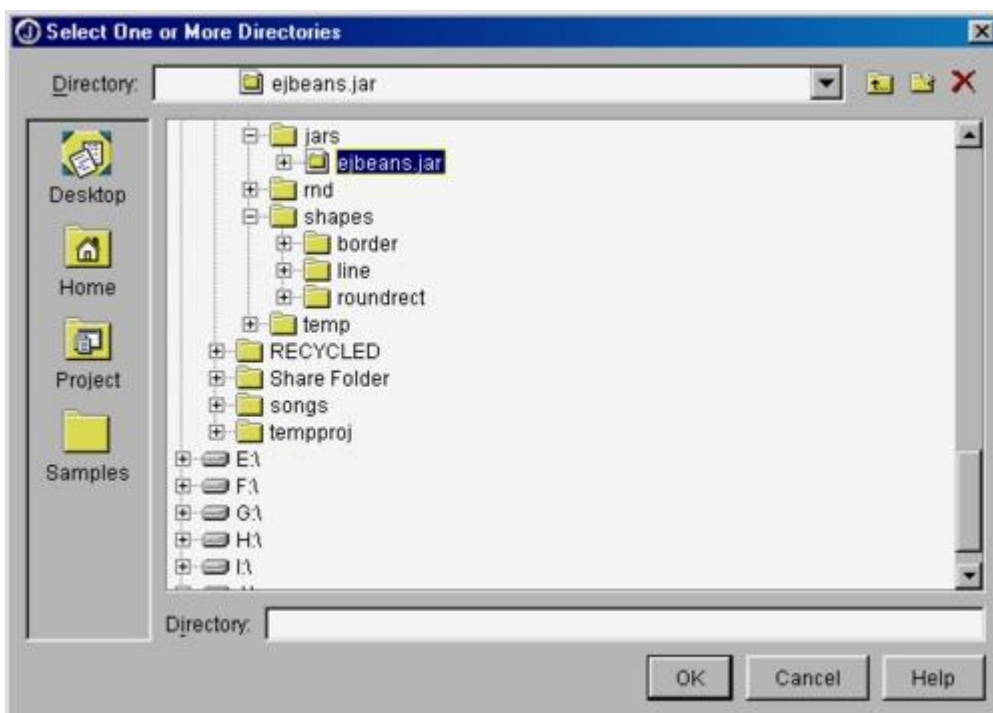 Select One or More Directories
Directory: ejbeans.jar
jars
ejbeans.jar
rnd
shapes
border
line
roundrect
temp
RECYCLED
Share Folder
songs
tempproj
E:\
F:\
G:\
H:\
I:\
Desktop
Home
Project
Samples
Directory:
OK Cancel Help